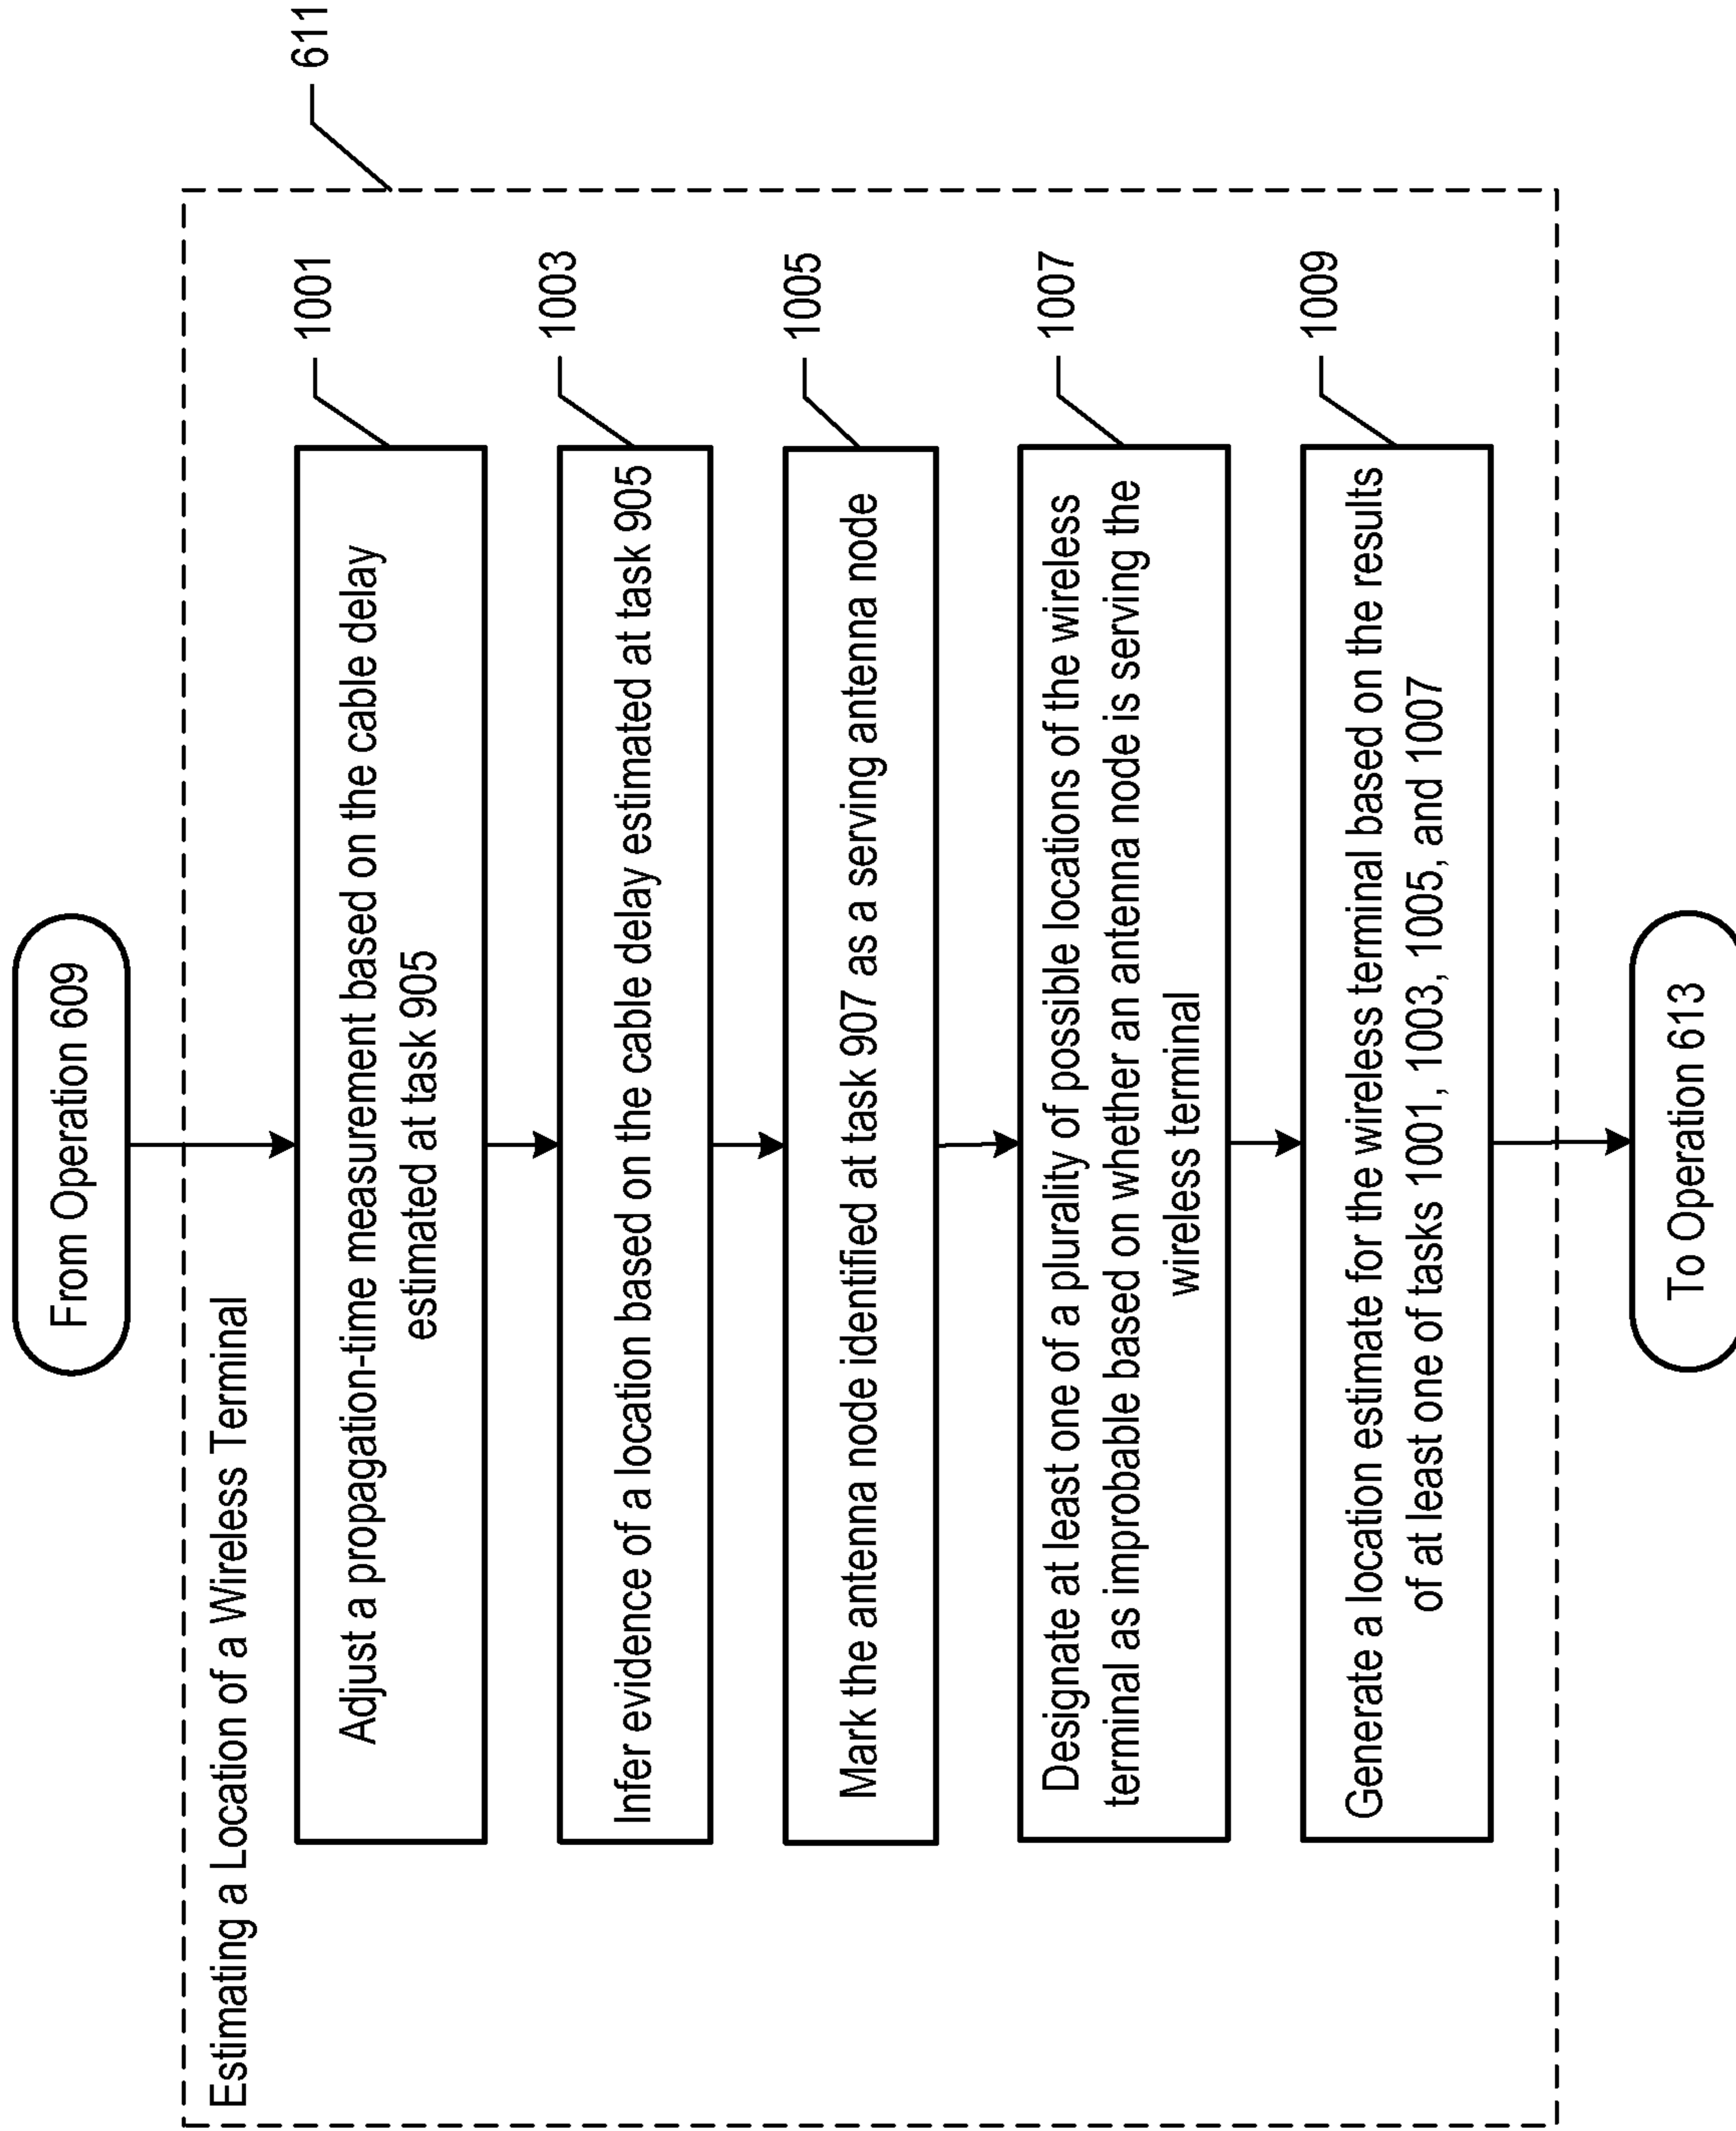 From Operation 609
611
Estimating a Location of a Wireless Terminal
1001
Adjust a propagation-time measurement based on the cable delay
estimated at task 905
1003
Infer evidence of a location based on the cable delay estimated at task 905
1005
Mark the antenna node identified at task 907 as a serving antenna node
1007
Designate at least one of a plurality of possible locations of the wireless
terminal as improbable based on whether an antenna node is serving the
wireless terminal
1009
Generate a location estimate for the wireless terminal based on the results
of at least one of tasks 1001, 1003, 1005, and 1007
To Operation 613